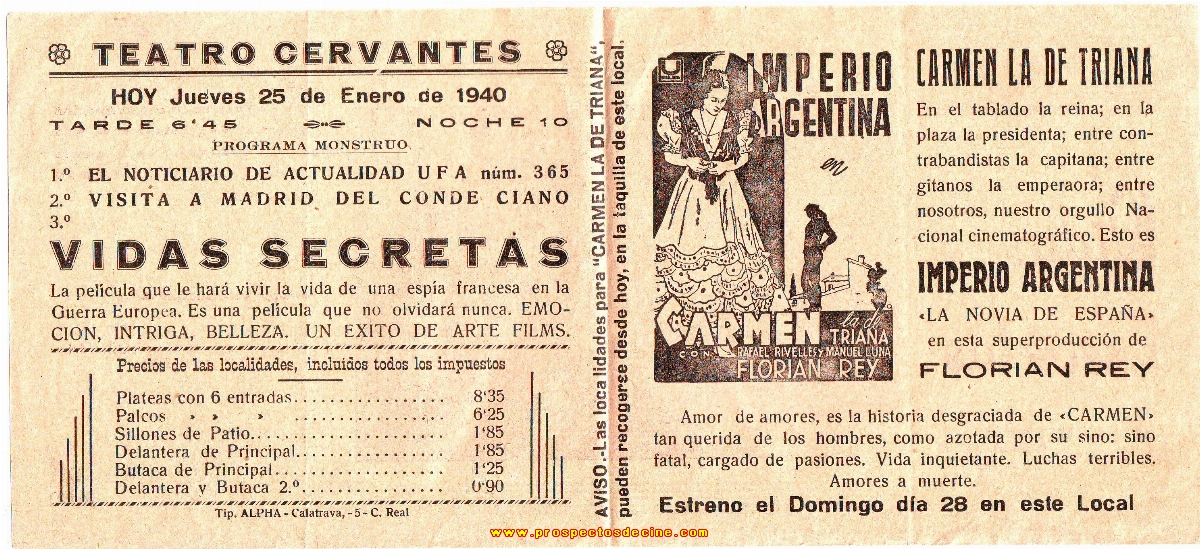 TEATRO CERVANTES
HOY Jueves 25 de Enero de 1940
TARDE 6'45 NOCHE 10
PROGRAMA MONSTRUO
1.º EL NOTICIARIO DE ACTUALIDAD UFA núm. 365
2.º VISITA A MADRID DEL CONDE CIANO
3.º
VIDAS SECRETAS
La película que le hará vivir la vida de una espía francesa en la
Guerra Europea. Es una película que no olvidará nunca. EMO-
CION, INTRIGA, BELLEZA. UN EXITO DE ARTE FILMS.
Precios de las localidades, incluidos todos los impuestos
Plateas con 6 entradas................ 8'35
Palcos » » » .................... 6'25
Sillones de Patio..................... 1'85
Delantera de Principal................ 1'85
Butaca de Principal................... 1'25
Delantera y Butaca 2.º................ 0'90
Tip. ALPHA - Calatrava, - 5 - C. Real
AVISO.-Las localidades para "CARMEN LA DE TRIANA",
pueden recogerse desde hoy, en la taquilla de este local.
IMPERIO
ARGENTINA
en
CARMEN la de
TRIANA
CON RAFAEL RIVELLES y MANUEL LUNA
FLORIAN REY
CARMEN LA DE TRIANA
En el tablado la reina; en la
plaza la presidenta; entre con-
trabandistas la capitana; entre
gitanos la emperaora; entre
nosotros, nuestro orgullo Na-
cional cinematográfico. Esto es
IMPERIO ARGENTINA
«LA NOVIA DE ESPAÑA»
en esta superproducción de
FLORIAN REY
Amor de amores, es la historia desgraciada de «CARMEN»
tan querida de los hombres, como azotada por su sino: sino
fatal, cargado de pasiones. Vida inquietante. Luchas terribles.
Amores a muerte.
Estreno el Domingo día 28 en este Local
www.prospectosdecine.com